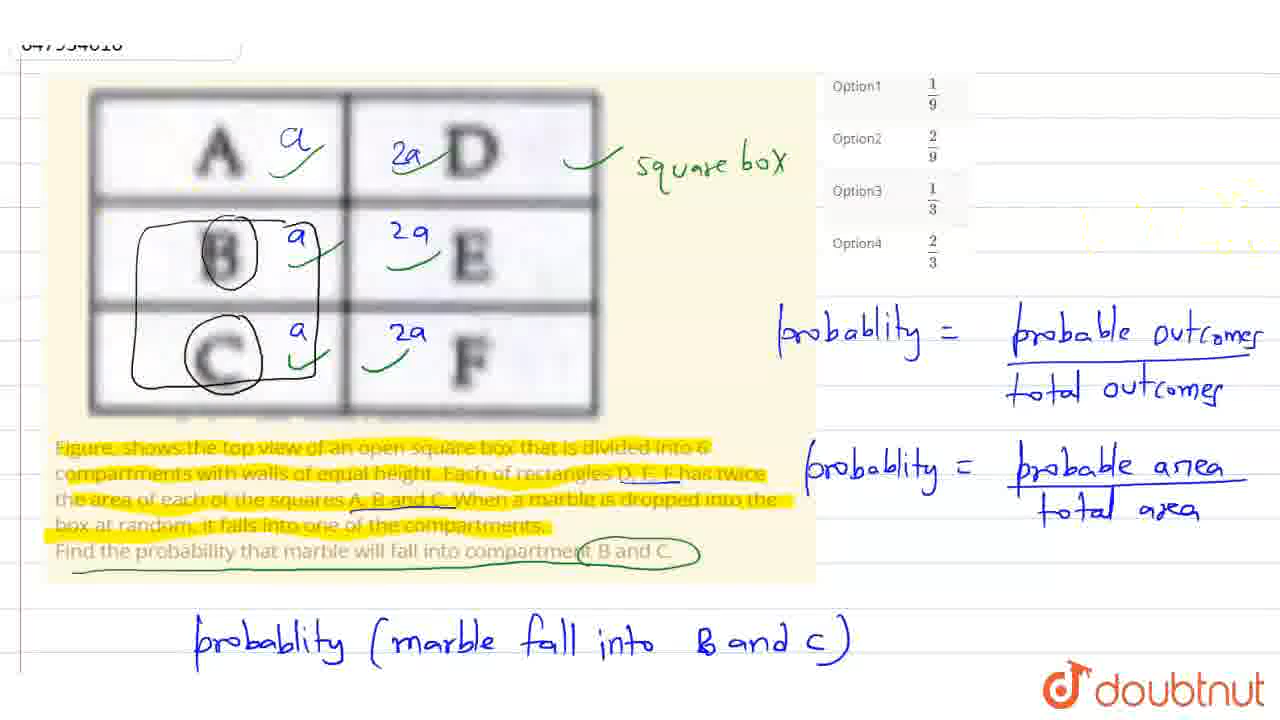 A a 2a D
square box
B a 2a E
C a 2a F
Option1 1/9
Option2 2/9
Option3 1/3
Option4 2/3
probablity = probable outcomes
total outcomes
Figure. shows the top view of an open square box that is divided into 6
compartments with walls of equal height. Each of rectangles D, E, F has twice
the area of each of the squares A, B and C. When a marble is dropped into the
box at random, it falls into one of the compartments.
Find the probability that marble will fall into compartment B and C.
probablity = probable area
total area
probablity (marble fall into B and C)
doubtnut